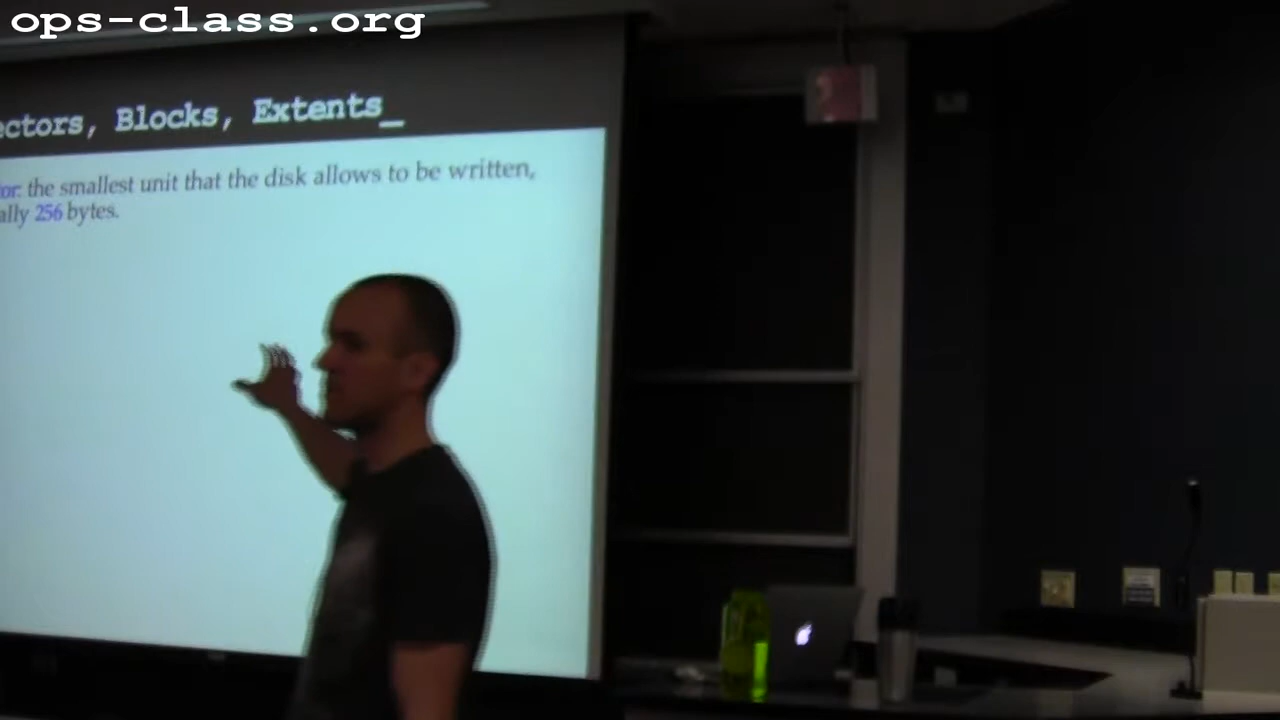 ops-class.org
ectors, Blocks, Extents_
or: the smallest unit that the disk allows to be written,
ally 256 bytes.